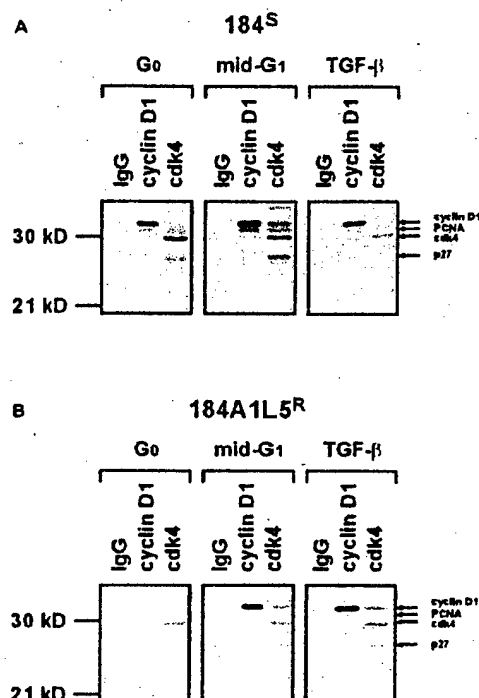 A
184S
G0 mid-G1 TGF-β
IgG cyclin D1 cdk4 IgG cyclin D1 cdk4 IgG cyclin D1 cdk4
cyclin D1
30 kD
PCNA
cdk4
p27
21 kD
B
184A1L5R
G0 mid-G1 TGF-β
IgG cyclin D1 cdk4 IgG cyclin D1 cdk4 IgG cyclin D1 cdk4
cyclin D1
PCNA
30 kD
cdk4
p27
21 kD